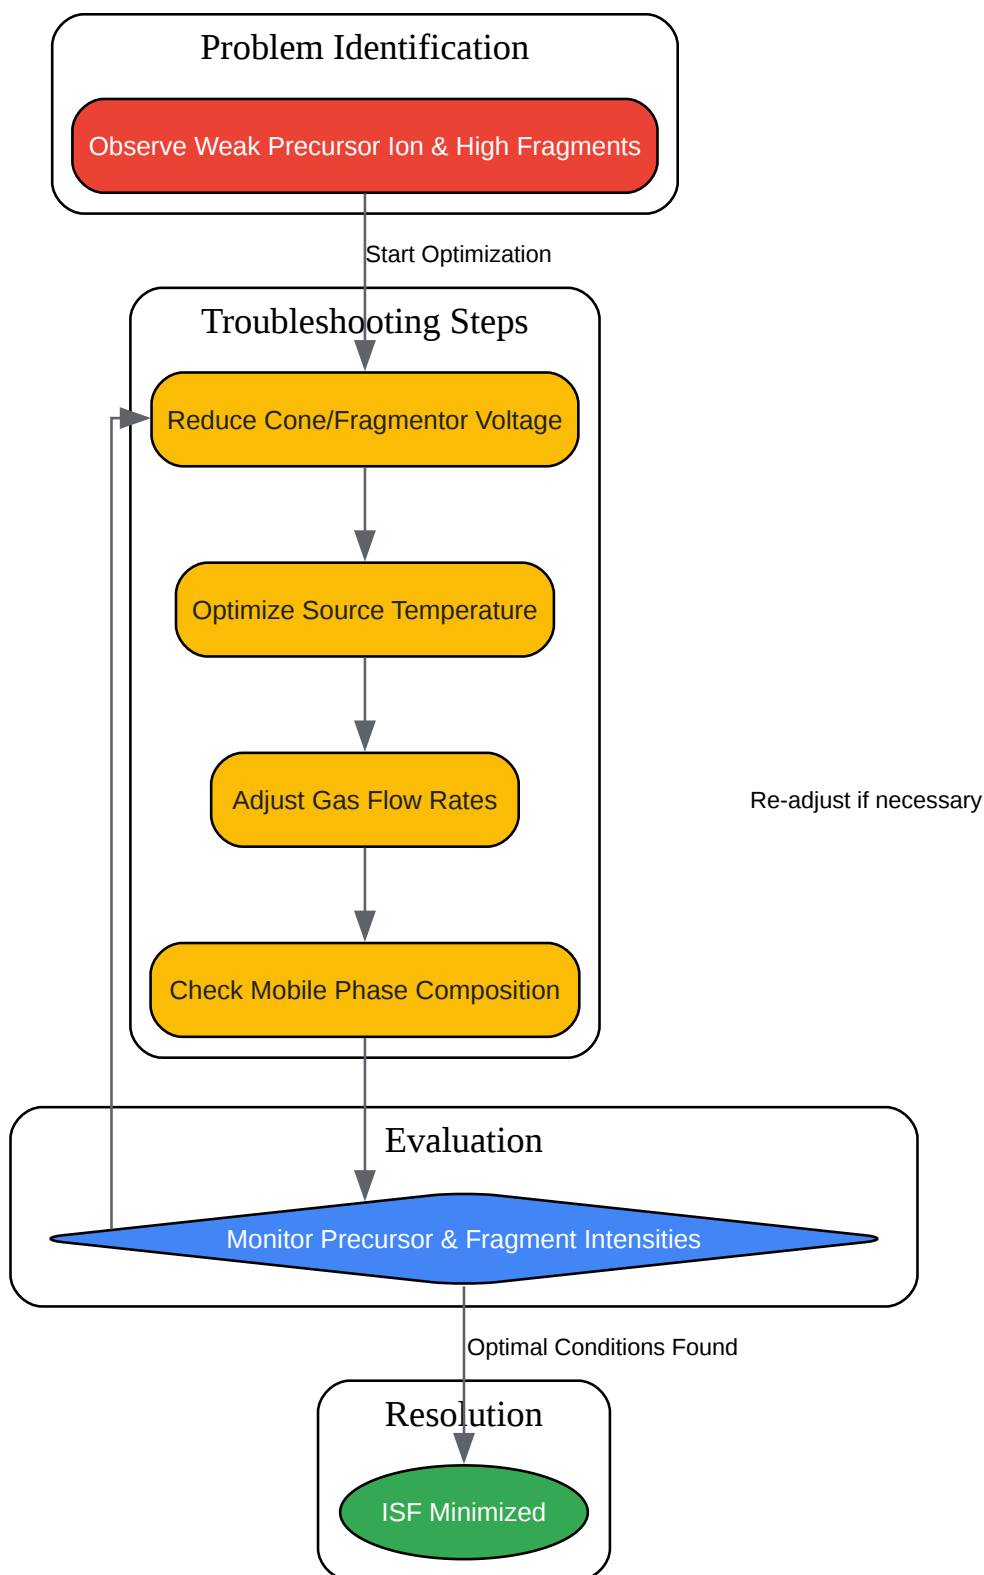 Problem Identification
Observe Weak Precursor Ion & High Fragments
Start Optimization
Troubleshooting Steps
Reduce Cone/Fragmentor Voltage
Optimize Source Temperature
Adjust Gas Flow Rates
Re-adjust if necessary
Check Mobile Phase Composition
Evaluation
Monitor Precursor & Fragment Intensities
Optimal Conditions Found
Resolution
ISF Minimized